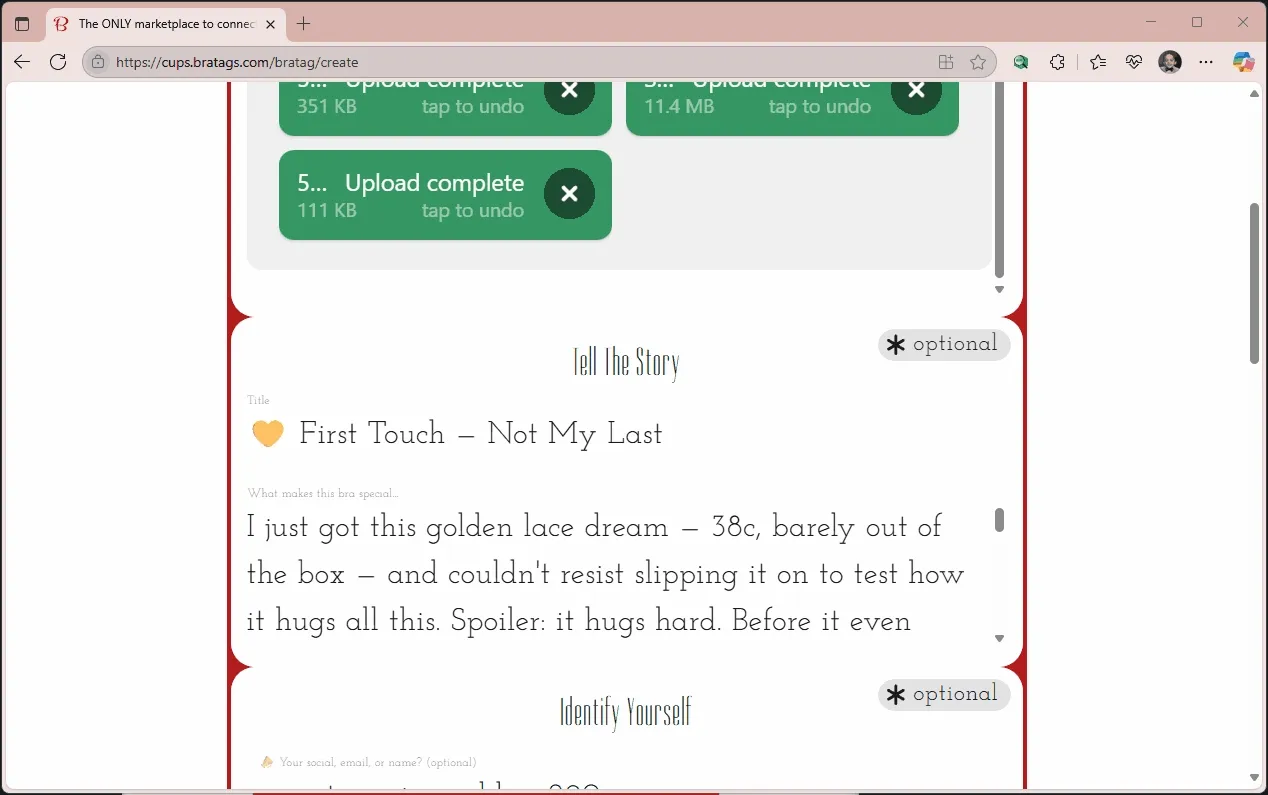 The ONLY marketplace to connec
https://cups.bratags.com/bratag/create
5... Upload complete
351 KB tap to undo
5... Upload complete
11.4 MB tap to undo
5... Upload complete
111 KB tap to undo
optional
Tell The Story
Title
💛 First Touch – Not My Last
What makes this bra special...
I just got this golden lace dream – 38c, barely out of
the box – and couldn't resist slipping it on to test how
it hugs all this. Spoiler: it hugs hard. Before it even
optional
Identify Yourself
Your social, email, or name? (optional)